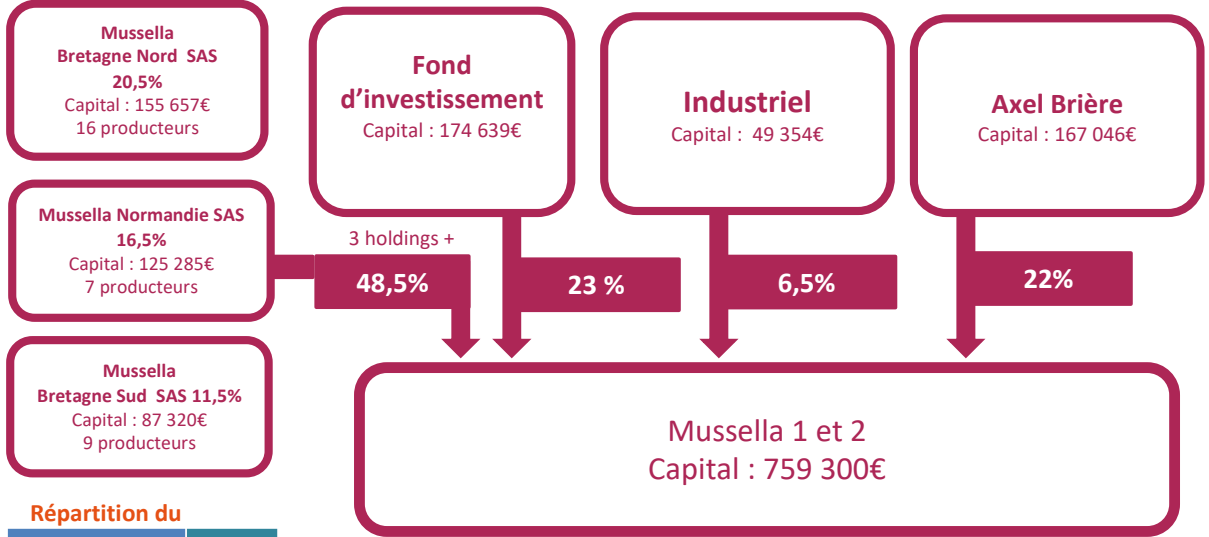 Mussella
Bretagne Nord SAS
20,5%
Capital : 155 657€
16 producteurs
Mussella Normandie SAS
16,5%
Capital : 125 285€
7 producteurs
Mussella
Bretagne Sud SAS 11,5%
Capital : 87 320€
9 producteurs
Fond
d'investissement
Capital : 174 639€
Industriel
Capital : 49 354€
Axel Brière
Capital : 167 046€
3 holdings +
48,5%
23 %
6,5%
22%
Mussella 1 et 2
Capital : 759 300€
Répartition du